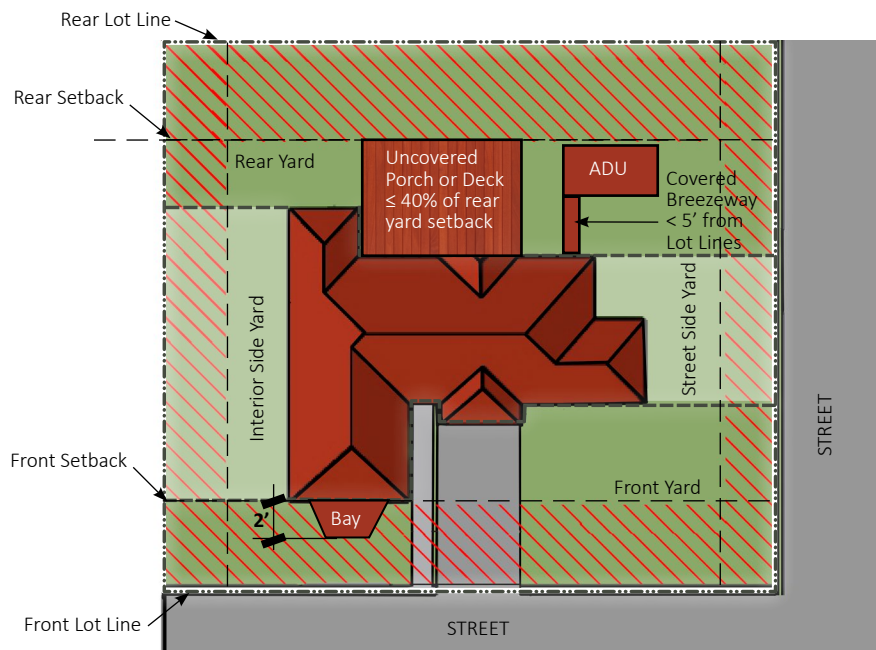 Rear Lot Line
Rear Setback
Rear Yard
Uncovered
Porch or Deck
≤ 40% of rear
yard setback
ADU
Covered
Breezeway
< 5’ from
Lot Lines
Interior Side Yard
Street Side Yard
STREET
Front Setback
Front Yard
2’
Bay
Front Lot Line
STREET